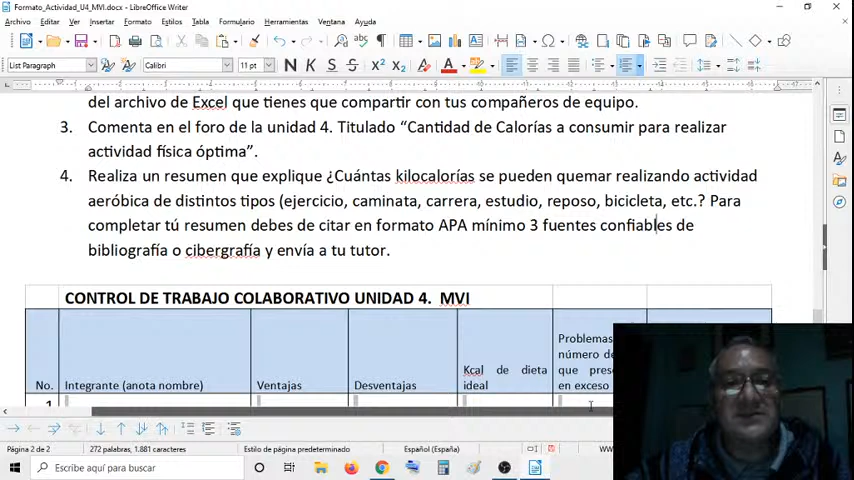 Formato_Actividad_U4_MVI.docx - LibreOffice Writer
Archivo Editar Ver Insertar Formato Estilos Tabla Formulario Herramientas Ventana Ayuda
List Paragraph Calibri 11 pt N K S
del archivo de Excel que tienes que compartir con tus compañeros de equipo.
3. Comenta en el foro de la unidad 4. Titulado “Cantidad de Calorías a consumir para realizar
actividad física óptima”.
4. Realiza un resumen que explique ¿Cuántas kilocalorías se pueden quemar realizando actividad
aeróbica de distintos tipos (ejercicio, caminata, carrera, estudio, reposo, bicicleta, etc.? Para
completar tú resumen debes de citar en formato APA mínimo 3 fuentes confiables de
bibliografía o cibergrafía y envía a tu tutor.
CONTROL DE TRABAJO COLABORATIVO UNIDAD 4. MVI
No. Integrante (anota nombre) Ventajas Desventajas Kcal de dieta ideal Problemas
número de
que
en exceso
1
Página 2 de 2 272 palabras, 1.881 caracteres Estilo de página predeterminado Español (España)
Escribe aquí para buscar